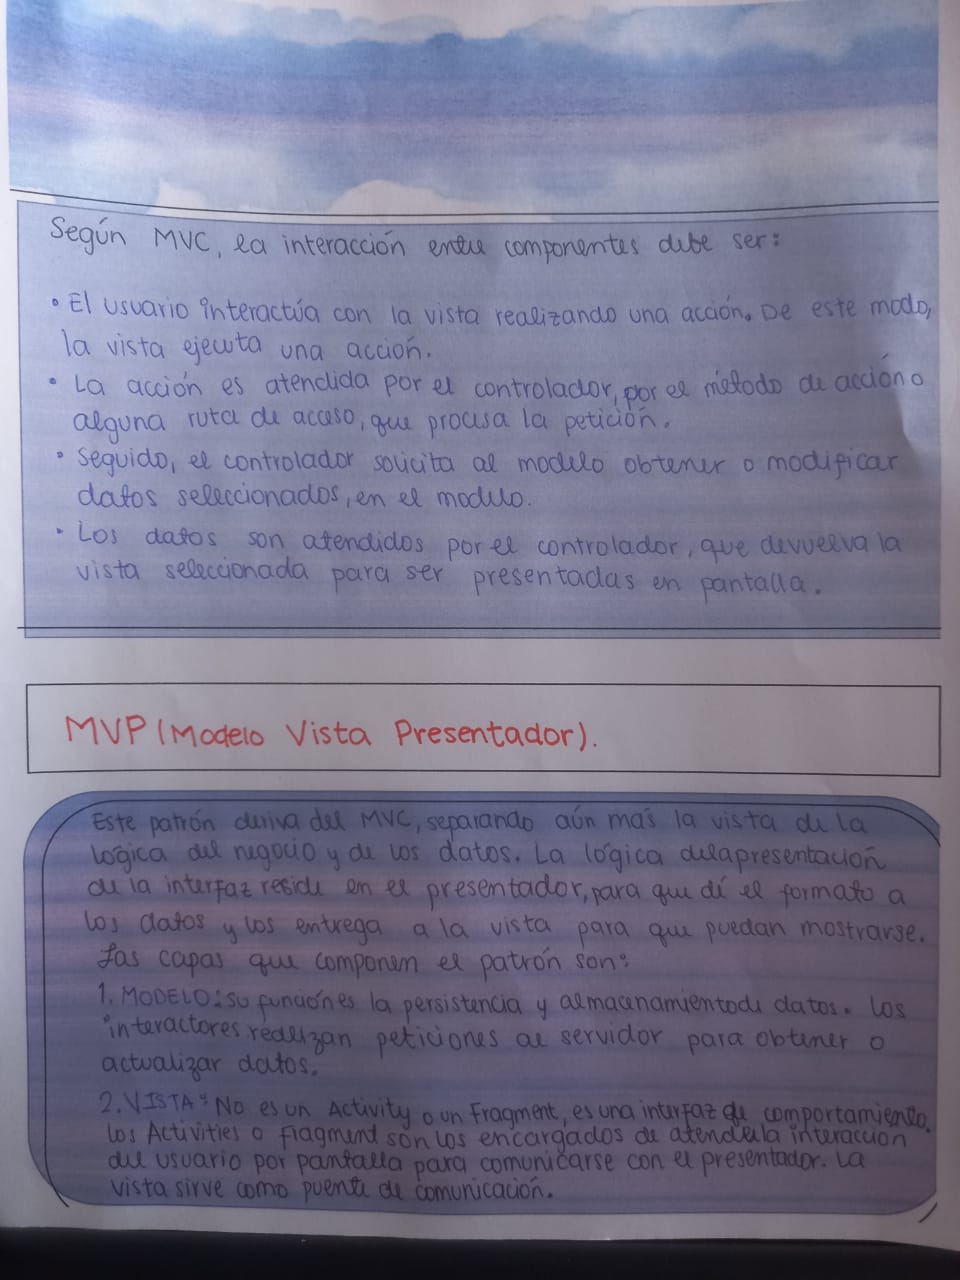 Según MVC, la interacción entre componentes debe ser:
• El usuario interactúa con la vista realizando una acción. De este modo,
la vista ejecuta una acción.
• La acción es atendida por el controlador, por el método de acción o
alguna ruta de acceso, que procesa la petición.
• Seguido, el controlador solicita al modelo obtener o modificar
datos seleccionados, en el modelo.
• Los datos son atendidos por el controlador, que devuelva la
vista seleccionada para ser presentadas en pantalla.
MVP (Modelo Vista Presentador).
Este patrón deriva del MVC, separando aún más la vista de la
lógica del negocio y de los datos. La lógica de la presentación
de la interfaz reside en el presentador, para que dé el formato a
los datos y los entrega a la vista para que puedan mostrarse.
Las capas que componen el patrón son:
1. MODELO: su función es la persistencia y almacenamiento de datos. Los
interactores realizan peticiones al servidor para obtener o
actualizar datos.
2. VISTA: No es un Activity o un Fragment, es una interfaz de comportamiento.
los Activities o fragment son los encargados de atender la interacción
del usuario por pantalla para comunicarse con el presentador. La
vista sirve como puente de comunicación.